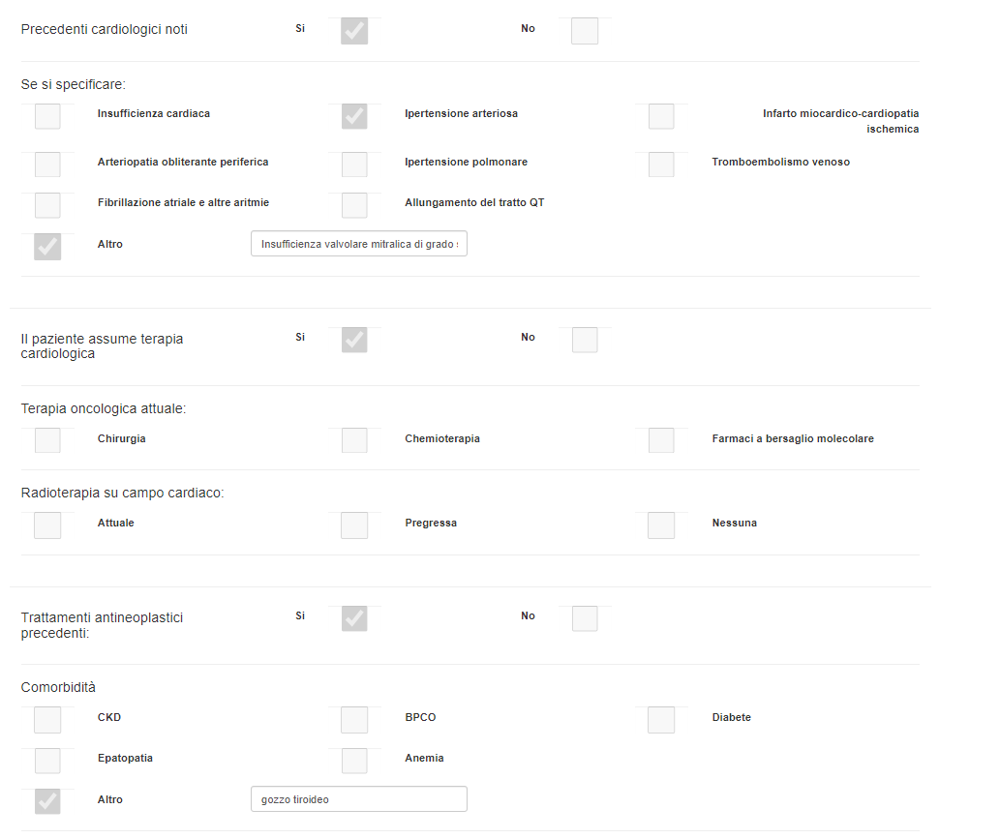 Precedenti cardiologici noti Si No
Se si specificare:
Insufficienza cardiaca Ipertensione arteriosa Infarto miocardico-cardiopatia
ischemica
Arteriopatia obliterante periferica Ipertensione polmonare Tromboembolismo venoso
Fibrillazione atriale e altre aritmie Allungamento del tratto QT
Altro Insufficienza valvolare mitralica di grado
Il paziente assume terapia Si No
cardiologica
Terapia oncologica attuale:
Chirurgia Chemioterapia Farmaci a bersaglio molecolare
Radioterapia su campo cardiaco:
Attuale Pregressa Nessuna
Trattamenti antineoplastici Si No
precedenti:
Comorbidità
CKD BPCO Diabete
Epatopatia Anemia
Altro gozzo tiroideo